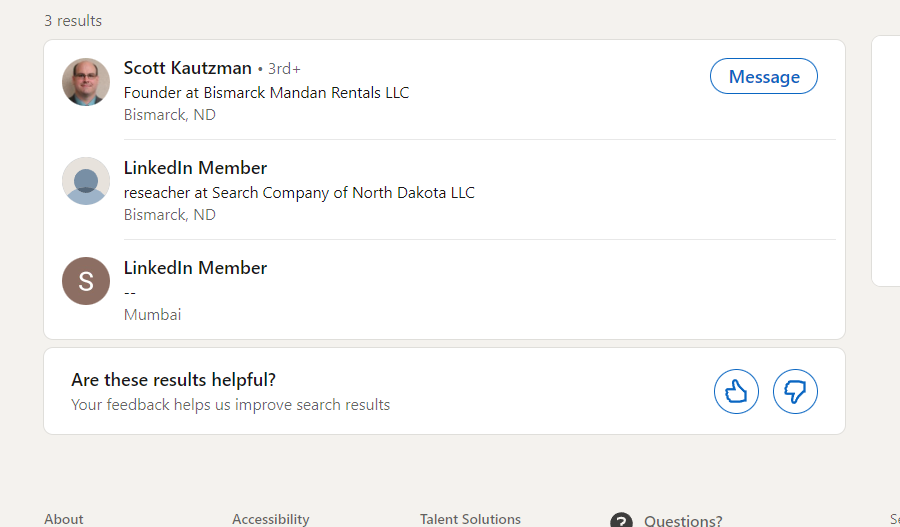 3 results
Scott Kautzman • 3rd+
Message
Founder at Bismarck Mandan Rentals LLC
Bismarck, ND
LinkedIn Member
reseacher at Search Company of North Dakota LLC
Bismarck, ND
S
LinkedIn Member
--
Mumbai
Are these results helpful?
Your feedback helps us improve search results
About
Accessibility
Talent Solutions
? Questions?